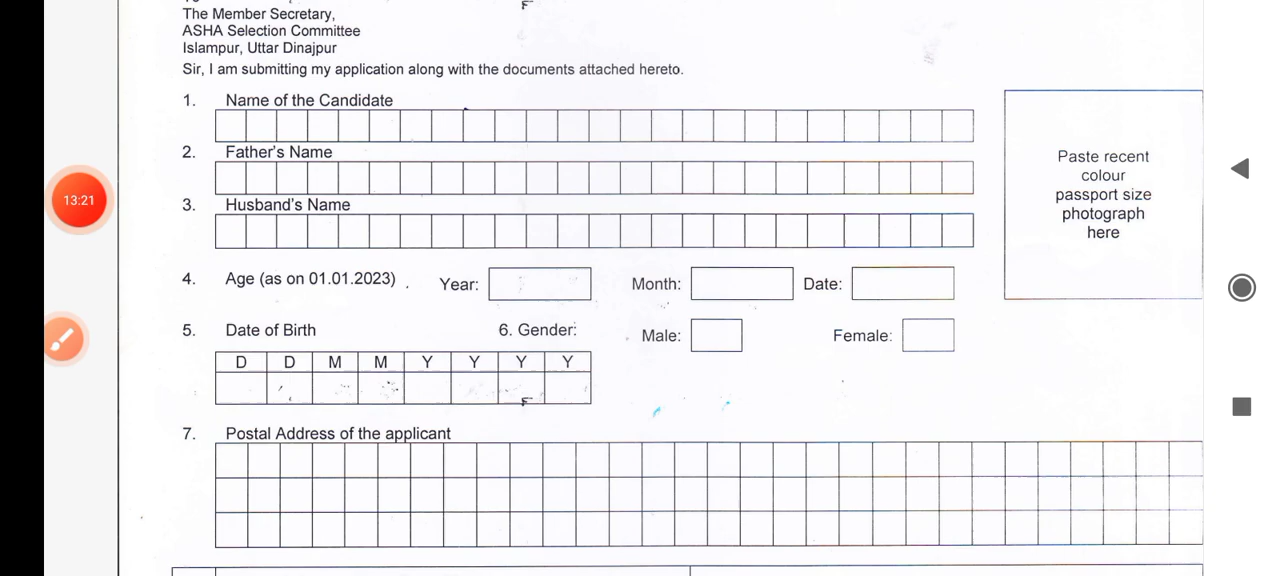 The Member Secretary,
ASHA Selection Committee
Islampur, Uttar Dinajpur
Sir, I am submitting my application along with the documents attached hereto.
1. Name of the Candidate
2. Father's Name
3. Husband's Name
Paste recent
colour
passport size
photograph
here
4. Age (as on 01.01.2023) Year: Month: Date:
5. Date of Birth 6. Gender: Male: Female:
D D M M Y Y Y Y
7. Postal Address of the applicant
13:21